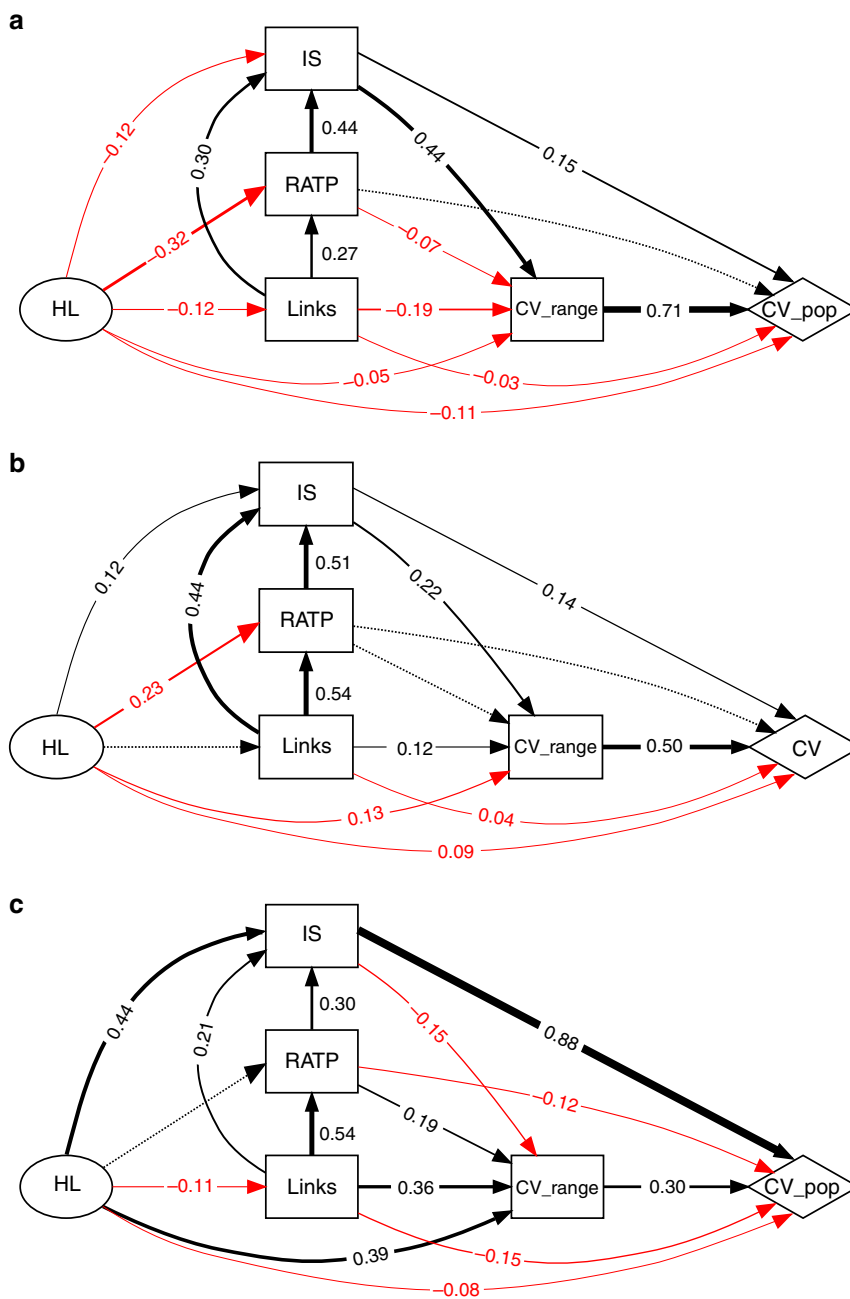 a
IS
−0.12
0.30
0.44
0.44
0.15
RATP
−0.32
−0.07
0.27
HL
−0.12
Links
−0.19
CV_range
0.71
CV_pop
−0.05
−0.03
−0.11
b
IS
0.12
0.44
0.51
0.22
0.14
RATP
0.23
0.54
HL
Links
0.12
CV_range
0.50
CV
0.13
0.04
0.09
c
IS
0.44
0.21
0.30
−0.15
0.88
RATP
−0.12
0.19
0.54
HL
−0.11
Links
0.36
CV_range
0.30
CV_pop
0.39
−0.15
−0.08